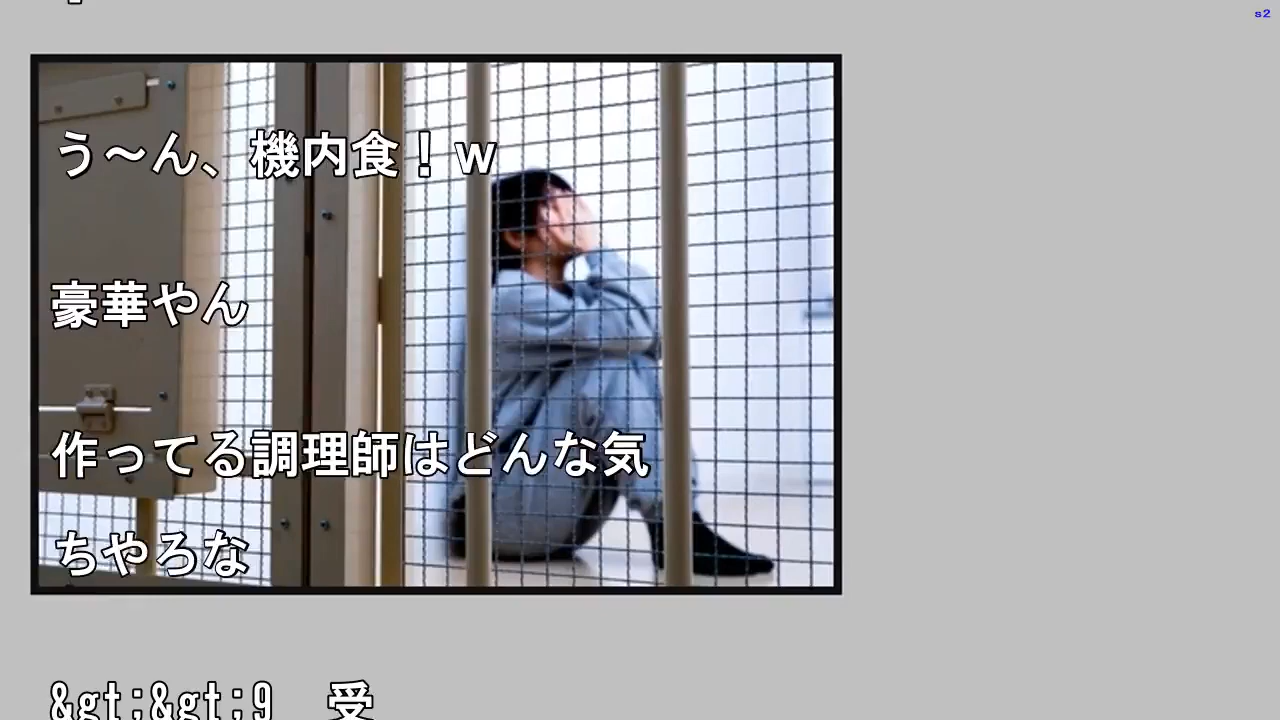 s2
う～ん、機内食！ｗ
豪華やん
作ってる調理師はどんな気
ちやろな
&gt;&gt;9　受